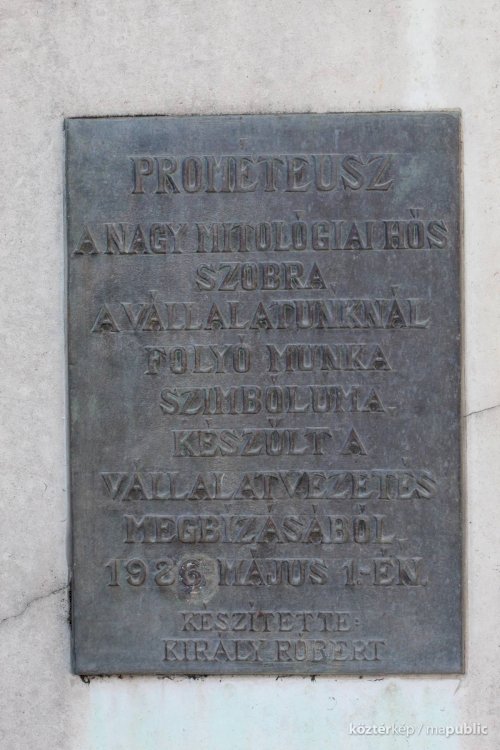 PROMÉTEUSZ
A NAGY MITOLÓGIAI HŐS
SZOBRA,
A VÁLLALATUNKNÁL
FOLYÓ MUNKA
SZIMBÓLUMA.
KÉSZÜLT A
VÁLLALATVEZETÉS
MEGBÍZÁSÁBÓL.
1986 MÁJUS 1.-ÉN.
KÉSZÍTETTE:
KIRÁLY RÓBERT
köztérkép / mapublic